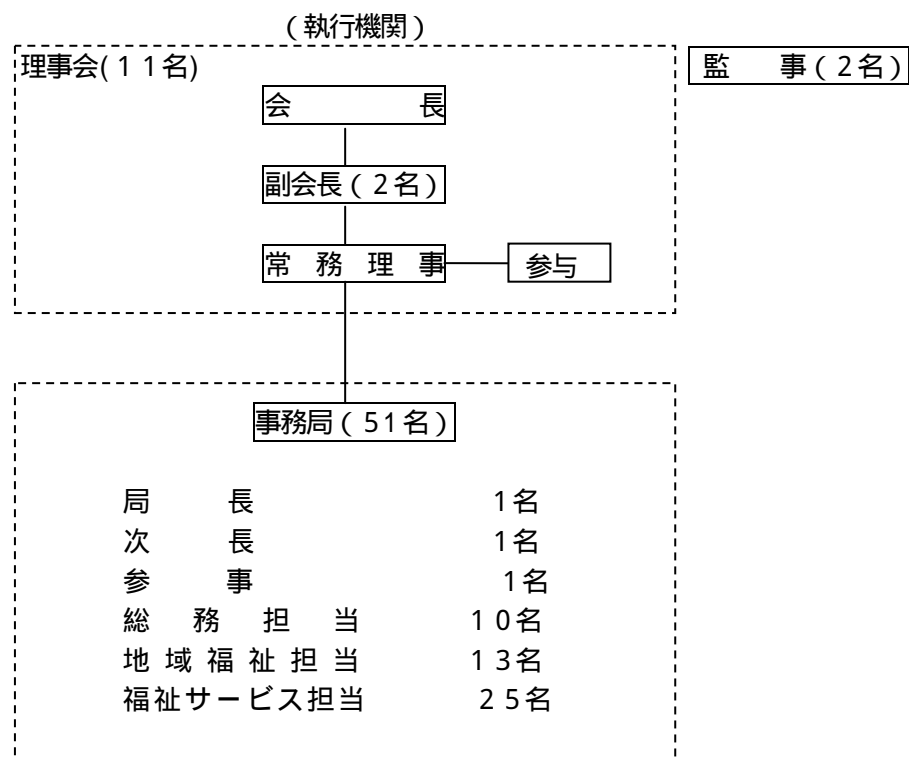 （執行機関）
理事会(１１名)
監　事（２名）
会　長
副会長（２名）
常務理事
参与
事務局（５１名）
局　長　１名
次　長　１名
参　事　１名
総務担当　１０名
地域福祉担当　１３名
福祉サービス担当　２５名